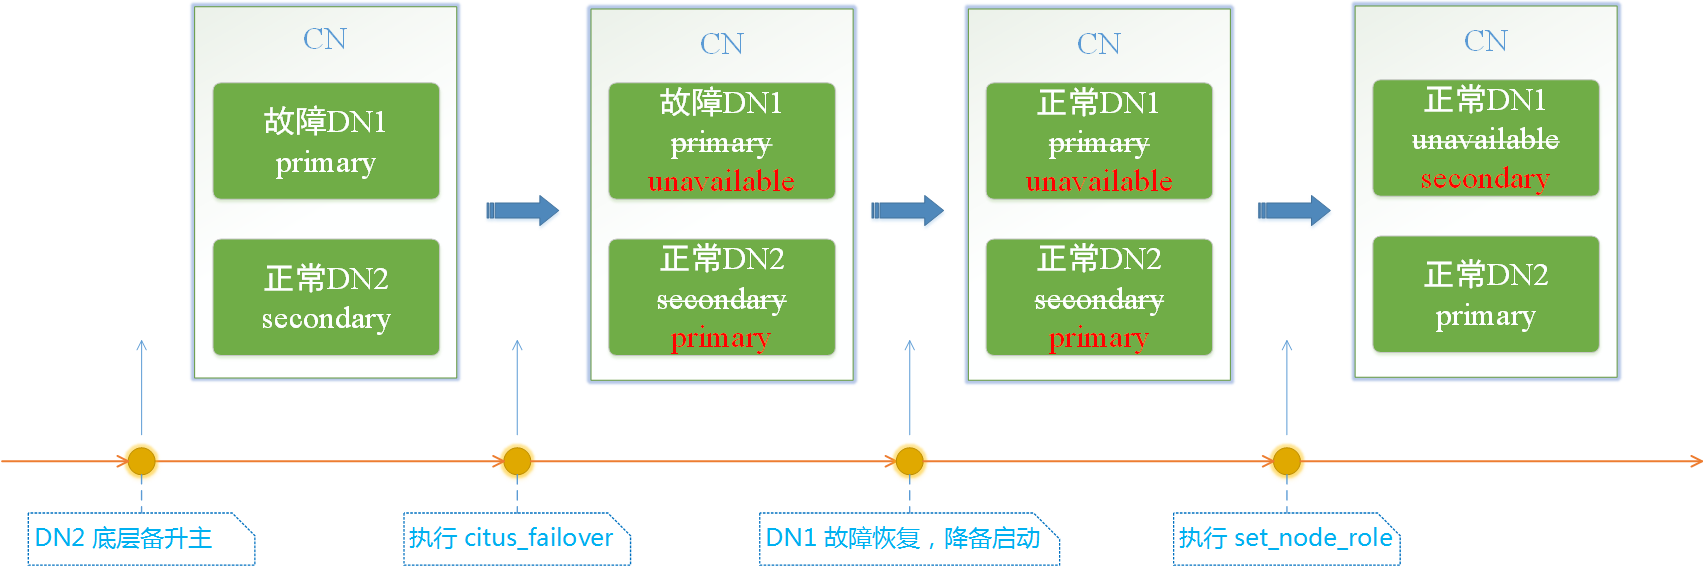 CN
故障DN1
primary
正常DN2
secondary
CN
故障DN1
primary
unavailable
正常DN2
secondary
primary
CN
正常DN1
primary
unavailable
正常DN2
secondary
primary
CN
正常DN1
unavailable
secondary
正常DN2
primary
DN2 底层备升主
执行 citus_failover
DN1 故障恢复，降备启动
执行 set_node_role